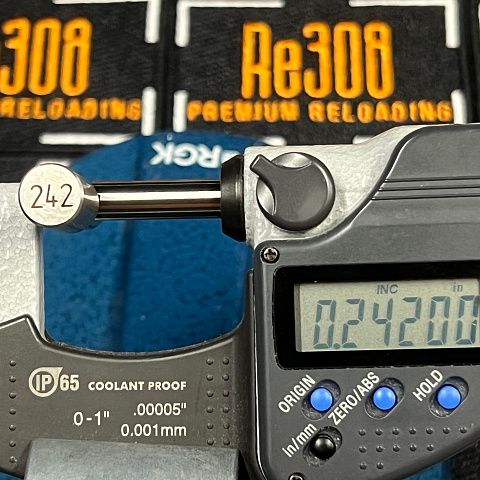 308
RELOADING
Re308
PREMIUM RELOADING
RGK
242
INC in
0.24200
IP65 COOLANT PROOF
0-1" .00005"
0.001mm
ORIGIN
ZERO/ABS
HOLD
in/mm